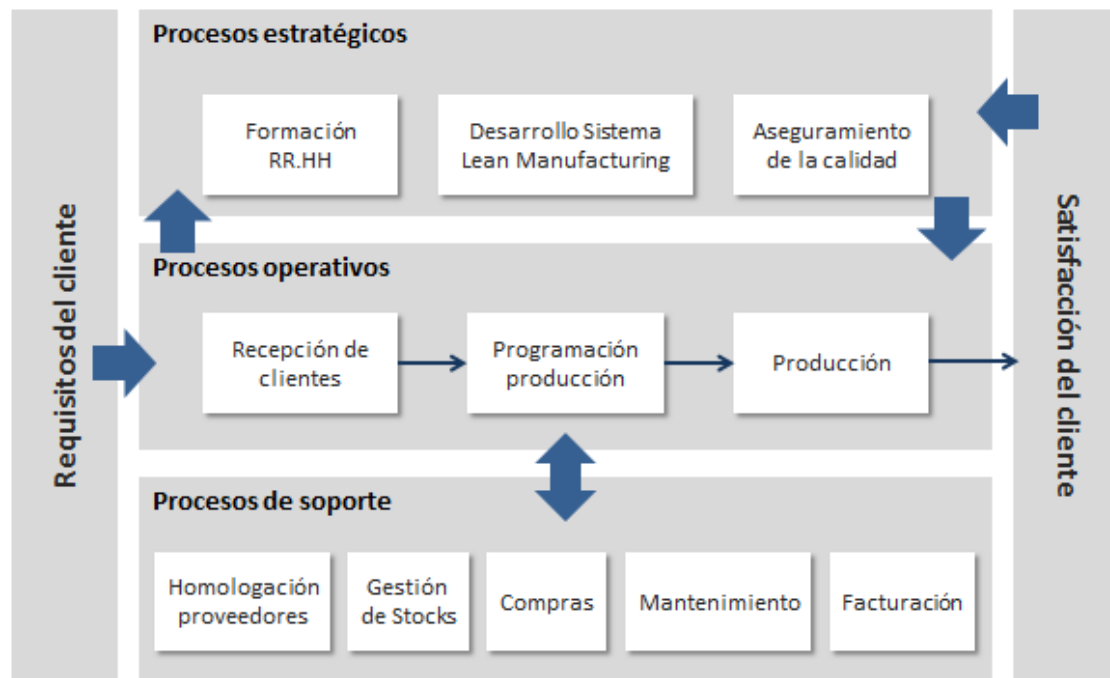 Procesos estratégicos
Formación
RR.HH
Desarrollo Sistema
Lean Manufacturing
Aseguramiento
de la calidad
Requisitos del cliente
Procesos operativos
Recepción de
clientes
Programación
producción
Producción
Satisfacción del cliente
Procesos de soporte
Homologación
proveedores
Gestión
de Stocks
Compras
Mantenimiento
Facturación